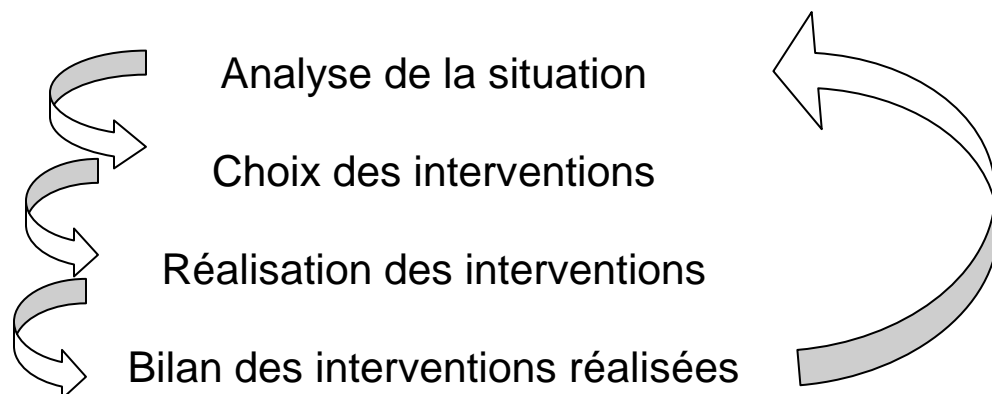 Analyse de la situation
Choix des interventions
Réalisation des interventions
Bilan des interventions réalisées